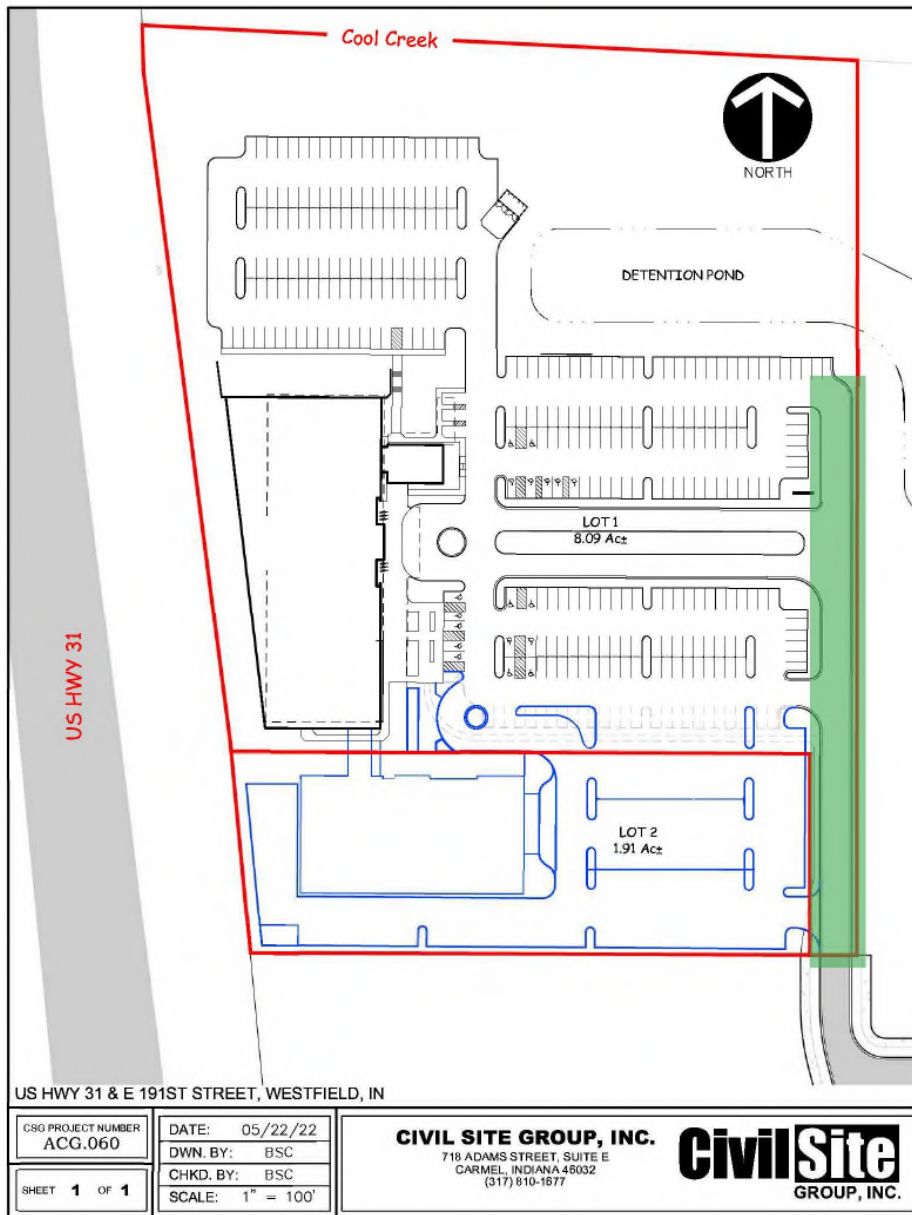 Cool Creek
NORTH
DETENTION POND
LOT 1
8.09 Ac±
US HWY 31
LOT 2
1.91 Ac±
US HWY 31 & E 191ST STREET, WESTFIELD, IN
CSG PROJECT NUMBER
ACG.060
SHEET 1 OF 1
DATE: 05/22/22
DWN. BY: BSC
CHKD. BY: BSC
SCALE: 1" = 100'
CIVIL SITE GROUP, INC.
718 ADAMS STREET, SUITE E
CARMEL, INDIANA 46032
(317) 810-1677
Civil Site
GROUP, INC.